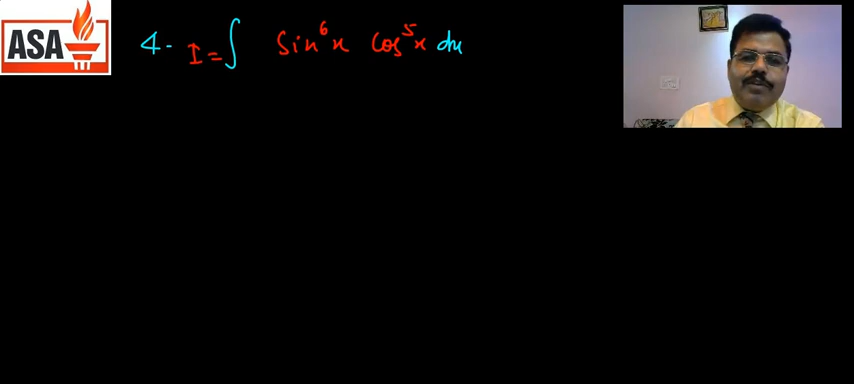 ASA
4. I = ∫ sin⁶x cos⁵x dx